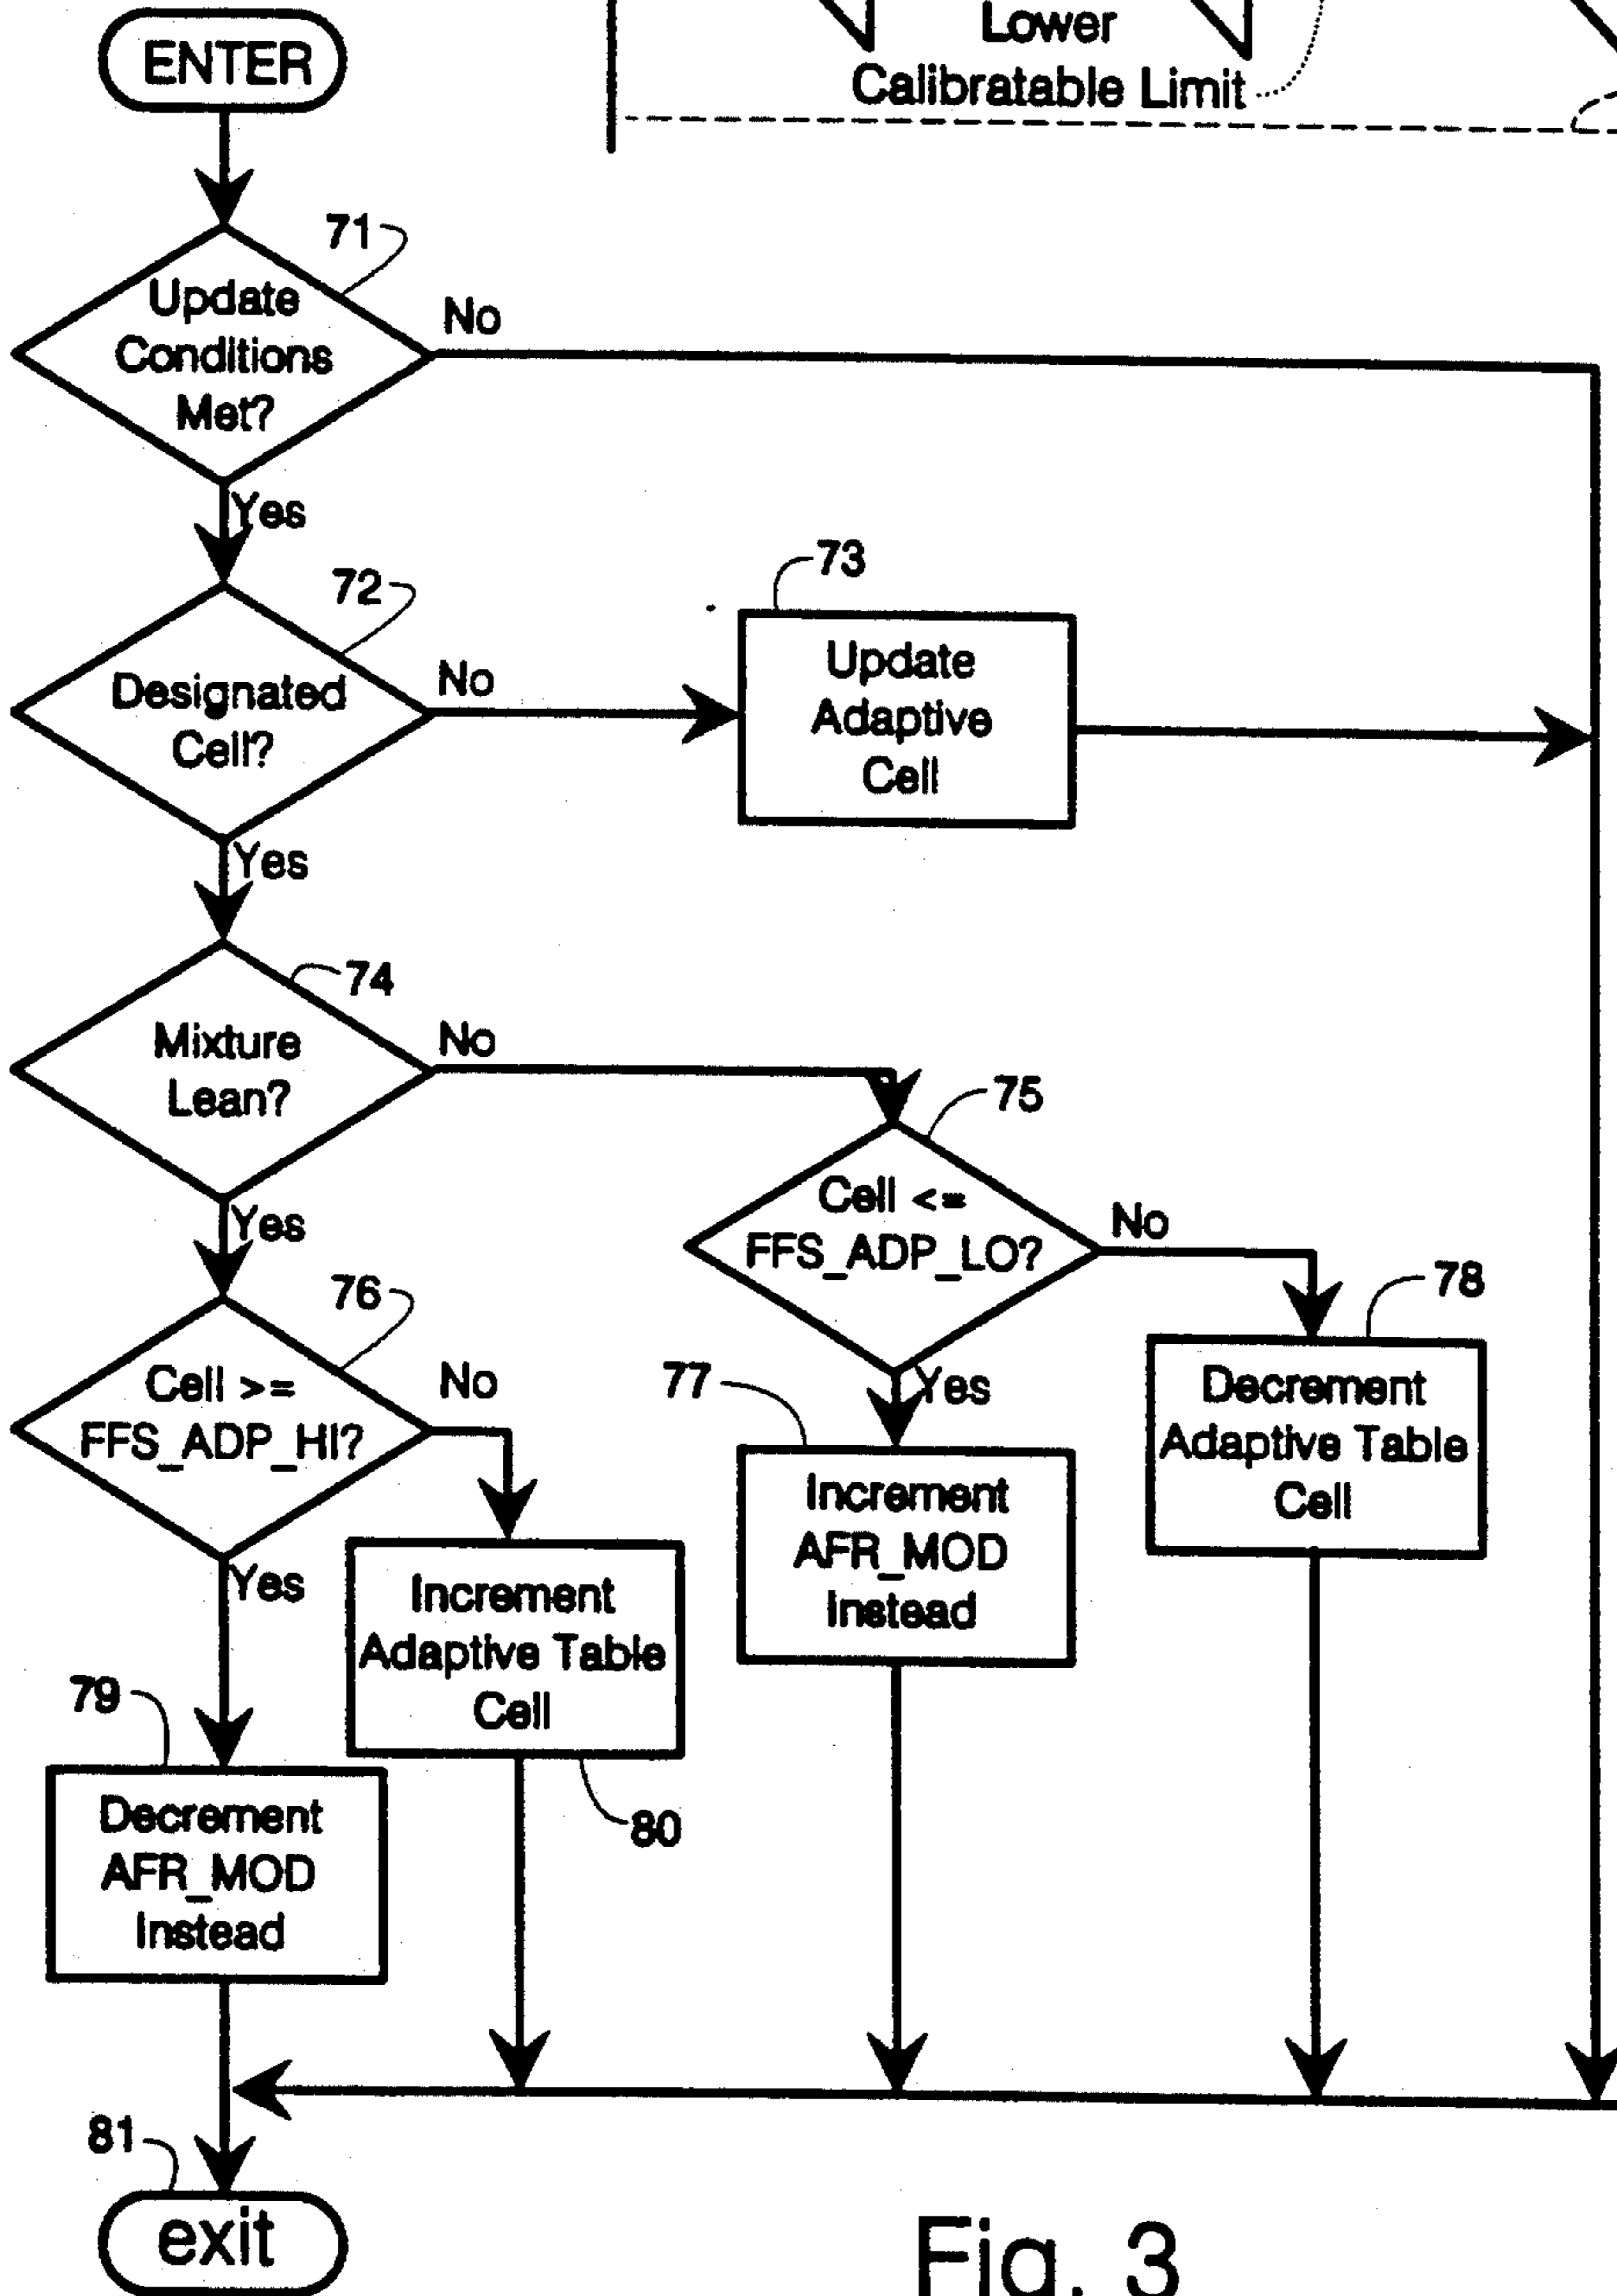 Lower
Calibratable Limit
ENTER
71
Update
Conditions
Met?
No
Yes
72
Designated
Cell?
No
73
Update
Adaptive
Cell
Yes
74
Mixture
Lean?
No
Yes
75
Cell <=
FFS_ADP_LO?
No
Yes
76
Cell >=
FFS_ADP_HI?
No
Yes
77
Increment
AFR_MOD
Instead
78
Decrement
Adaptive Table
Cell
79
Decrement
AFR_MOD
Instead
80
Increment
Adaptive Table
Cell
81
exit
Fig. 3